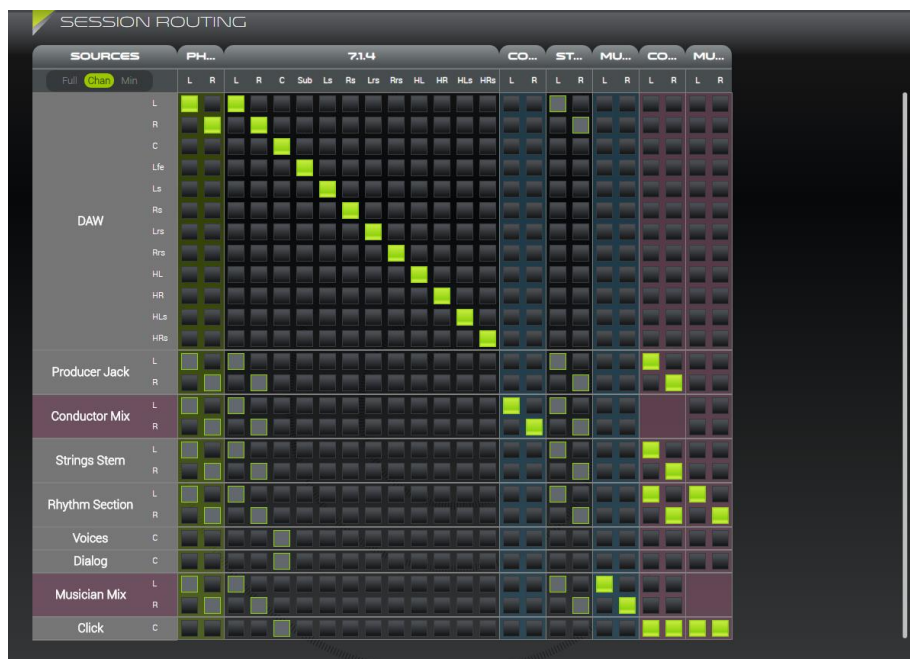 SESSION ROUTING
SOURCES PH... 7.1.4 CO... ST... MU... CO... MU...
Full Chan Min L R L R C Sub Ls Rs Lrs Rrs HL HR HLs HRs L R L R L R L R L R
DAW
L
R
C
Lfe
Ls
Rs
Lrs
Rrs
HL
HR
HLs
HRs
Producer Jack
L
R
Conductor Mix
L
R
Strings Stem
L
R
Rhythm Section
L
R
Voices C
Dialog C
Musician Mix
L
R
Click C